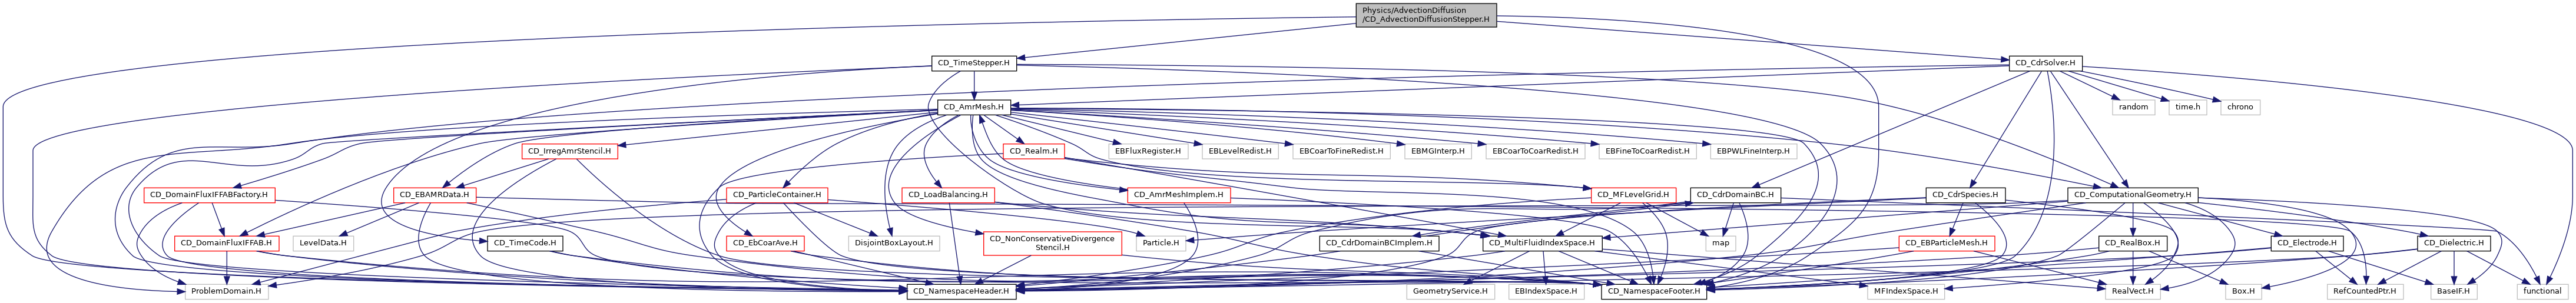 Physics/AdvectionDiffusion
/CD_AdvectionDiffusionStepper.H
CD_TimeStepper.H
CD_CdrSolver.H
CD_AmrMesh.H
random
time.h
chrono
CD_IrregAmrStencil.H
CD_Realm.H
EBFluxRegister.H
EBLevelRedist.H
EBCoarToFineRedist.H
EBMGInterp.H
EBCoarToCoarRedist.H
EBFineToCoarRedist.H
EBPWLFineInterp.H
CD_DomainFluxIFFABFactory.H
CD_EBAMRData.H
CD_ParticleContainer.H
CD_LoadBalancing.H
CD_AmrMeshImplem.H
CD_MFLevelGrid.H
CD_CdrDomainBC.H
CD_CdrSpecies.H
CD_ComputationalGeometry.H
CD_DomainFluxIFFAB.H
LevelData.H
CD_TimeCode.H
CD_EbCoarAve.H
DisjointBoxLayout.H
CD_NonConservativeDivergence
Stencil.H
Particle.H
CD_CdrDomainBCImplem.H
CD_MultiFluidIndexSpace.H
map
CD_EBParticleMesh.H
CD_RealBox.H
CD_Electrode.H
CD_Dielectric.H
ProblemDomain.H
CD_NamespaceHeader.H
GeometryService.H
EBIndexSpace.H
CD_NamespaceFooter.H
MFIndexSpace.H
RealVect.H
Box.H
RefCountedPtr.H
BaseIF.H
functional